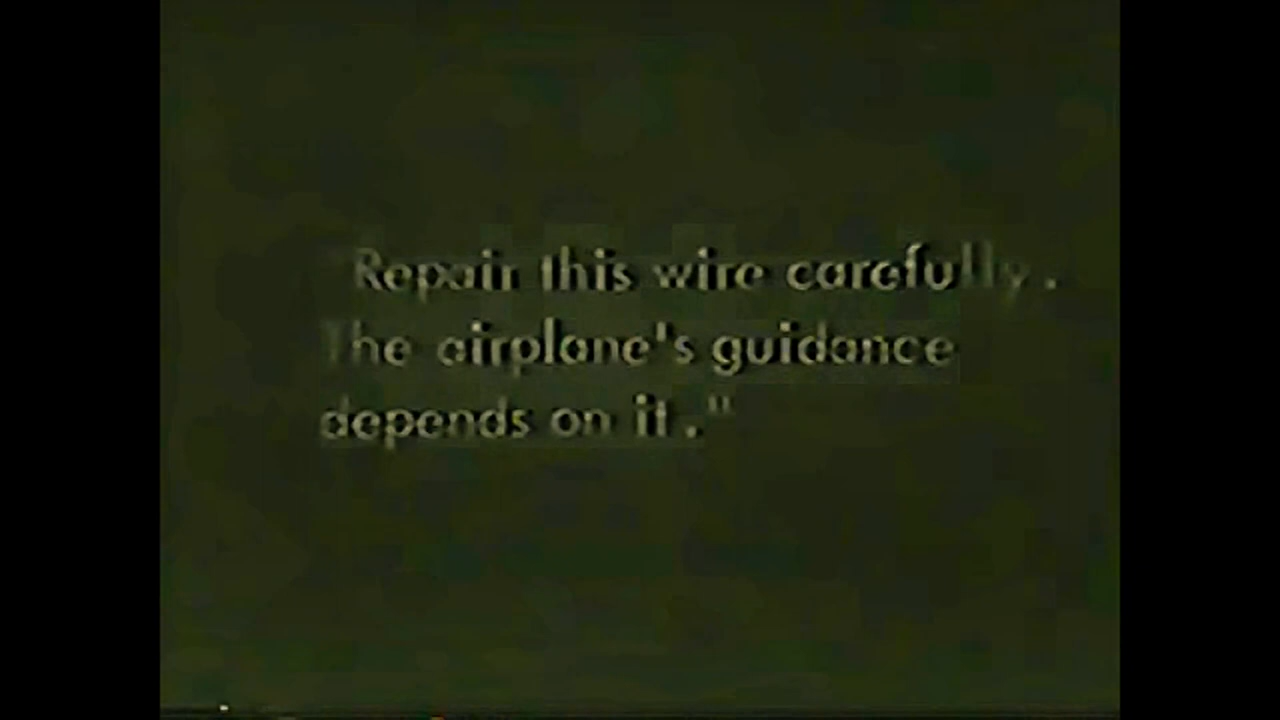 "Repair this wire carefully.
The airplane's guidance
depends on it."